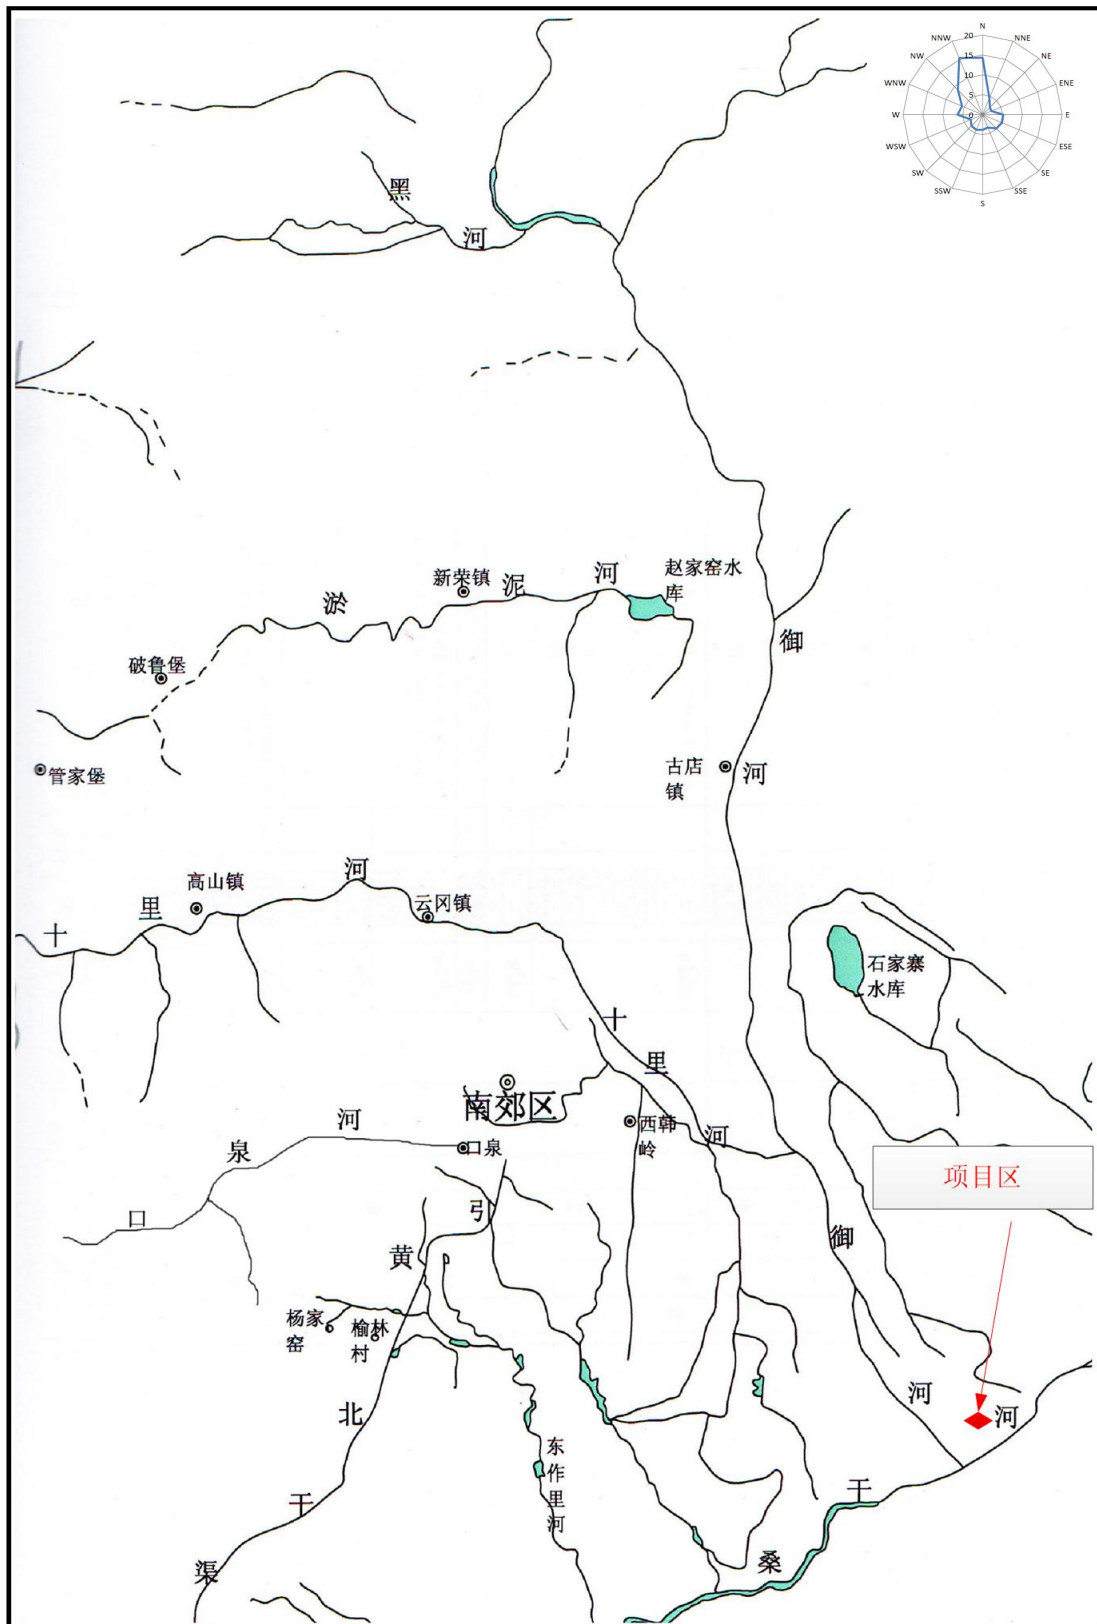 N
NNW
20
NNE
NW
15
NE
10
WNW
ENE
5
W
0
E
WSW
ESE
SW
SE
SSW
SSE
S
黑
河
新荣镇
泥
河
赵家窑水
库
淤
御
破鲁堡
管家堡
古店
镇
河
高山镇
河
云冈镇
里
十
石家寨
水库
十
里
南郊区
河
西韩
岭
河
泉
口泉
口
项目区
引
黄
御
杨家
窑
榆林
村
北
河
河
东
作
里
河
干
干
渠
桑